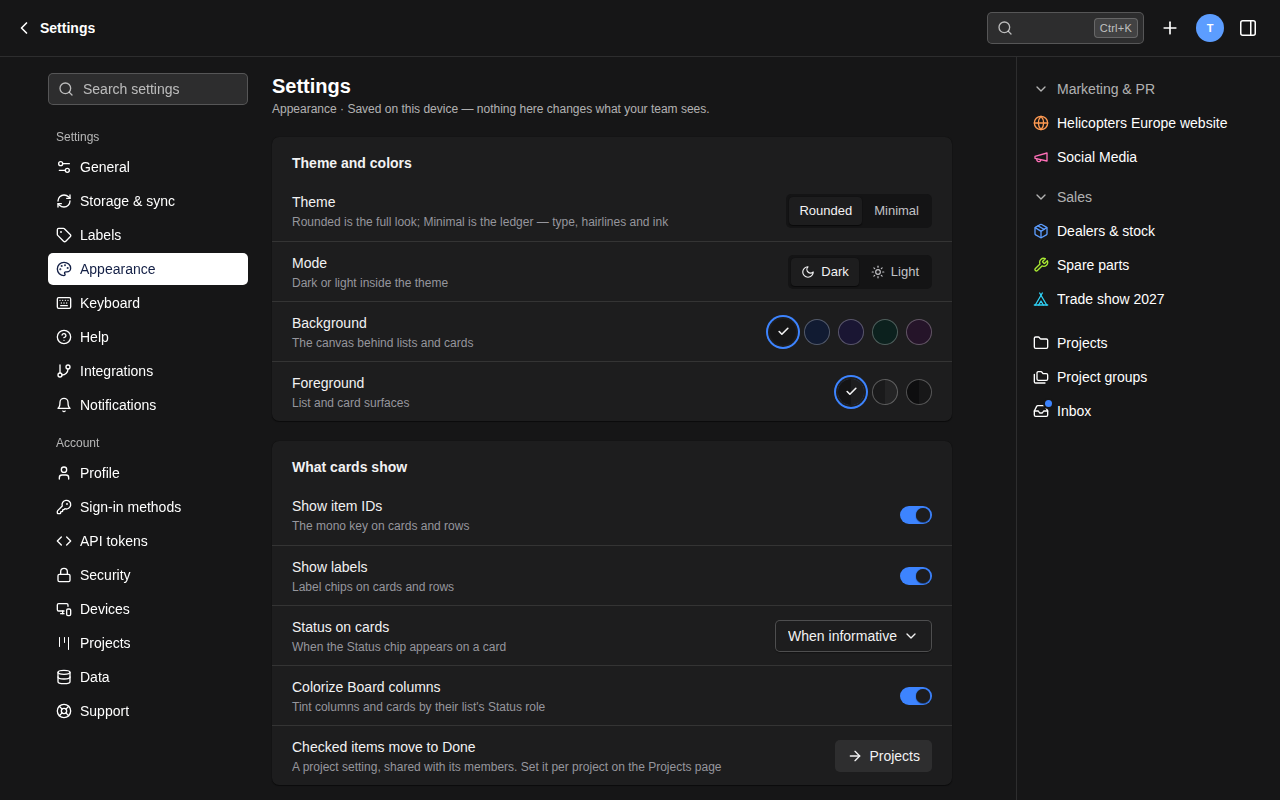 Settings
Ctrl+K
T
Search settings
Settings
General
Storage & sync
Labels
Appearance
Keyboard
Help
Integrations
Notifications
Account
Profile
Sign-in methods
API tokens
Security
Devices
Projects
Data
Support
Settings
Appearance · Saved on this device — nothing here changes what your team sees.
Theme and colors
Theme
Rounded is the full look; Minimal is the ledger — type, hairlines and ink
Rounded
Minimal
Mode
Dark or light inside the theme
Dark
Light
Background
The canvas behind lists and cards
Foreground
List and card surfaces
What cards show
Show item IDs
The mono key on cards and rows
Show labels
Label chips on cards and rows
Status on cards
When the Status chip appears on a card
When informative
Colorize Board columns
Tint columns and cards by their list's Status role
Checked items move to Done
A project setting, shared with its members. Set it per project on the Projects page
Projects
Marketing & PR
Helicopters Europe website
Social Media
Sales
Dealers & stock
Spare parts
Trade show 2027
Projects
Project groups
Inbox